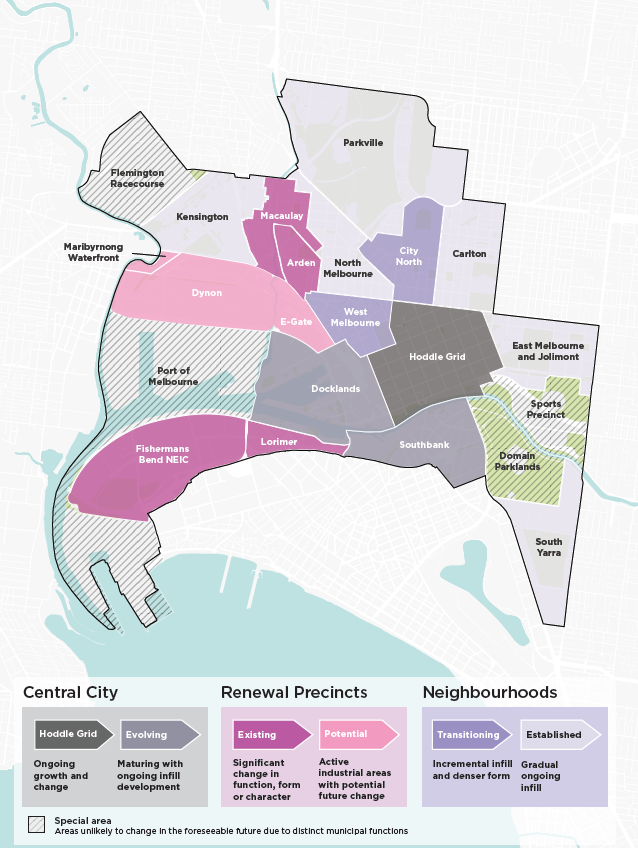 Parkville
Flemington
Racecourse
Kensington
Macaulay
Maribyrnong
Waterfront
Arden
North
Melbourne
City
North
Carlton
Dynon
E-Gate
West
Melbourne
Hoddle Grid
East Melbourne
and Jolimont
Port of
Melbourne
Docklands
Sports
Precinct
Fishermans
Bend NEIC
Lorimer
Southbank
Domain
Parklands
South
Yarra
Central City
Hoddle Grid
Evolving
Ongoing
growth and
change
Maturing with
ongoing infill
development
Renewal Precincts
Existing
Potential
Significant
change in
function, form
or character
Active
industrial areas
with potential
future change
Neighbourhoods
Transitioning
Established
Incremental infill
and denser form
Gradual
ongoing
infill
Special area
Areas unlikely to change in the foreseeable future due to distinct municipal functions